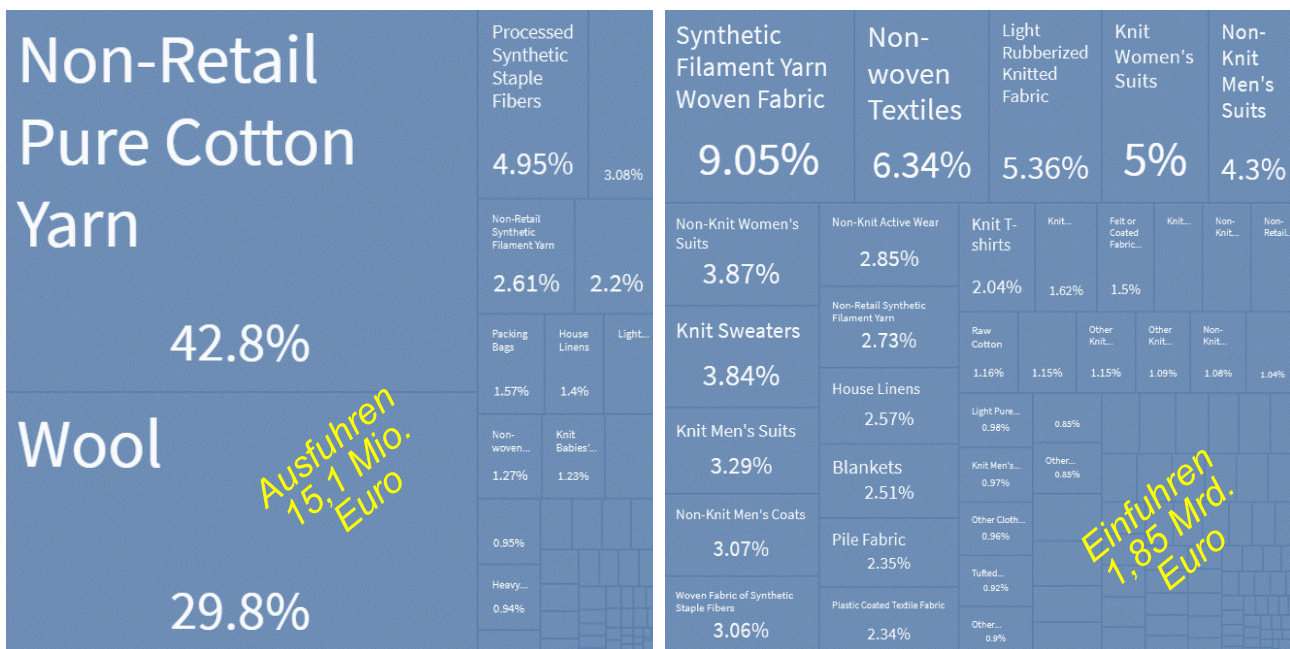 Non-Retail
Pure Cotton
Yarn
42.8%
Wool
29.8%
Processed
Synthetic
Staple
Fibers
4.95%
3.08%
Non-Retail
Synthetic
Filament Yarn
2.61%
2.2%
Packing
Bags
1.57%
House
Linens
1.4%
Light...
Non-
woven...
1.27%
Knit
Babies'...
1.23%
0.95%
Heavy...
0.94%
Ausfuhren
15,1 Mio.
Euro
Synthetic
Filament Yarn
Woven Fabric
9.05%
Non-
woven
Textiles
6.34%
Light
Rubberized
Knitted
Fabric
5.36%
Knit
Women's
Suits
5%
Non-
Knit
Men's
Suits
4.3%
Non-Knit Women's
Suits
3.87%
Knit Sweaters
3.84%
Knit Men's Suits
3.29%
Non-Knit Men's Coats
3.07%
Woven Fabric of Synthetic
Staple Fibers
3.06%
Non-Knit Active Wear
2.85%
Non-Retail Synthetic
Filament Yarn
2.73%
House Linens
2.57%
Blankets
2.51%
Pile Fabric
2.35%
Plastic Coated Textile Fabric
2.34%
Knit T-
shirts
2.04%
Knit...
1.62%
Felt or
Coated
Fabric...
1.5%
Knit...
Non-
Knit...
Non-
Retail...
Raw
Cotton
1.16%
1.15%
Other
Knit...
1.15%
Other
Knit...
1.09%
Non-
Knit...
1.08%
1.04%
Light Pure...
0.98%
0.85%
Knit Men's...
0.97%
Other...
0.85%
Other Cloth...
0.96%
Tufted...
0.92%
Other...
0.9%
Einfuhren
1,85 Mrd.
Euro